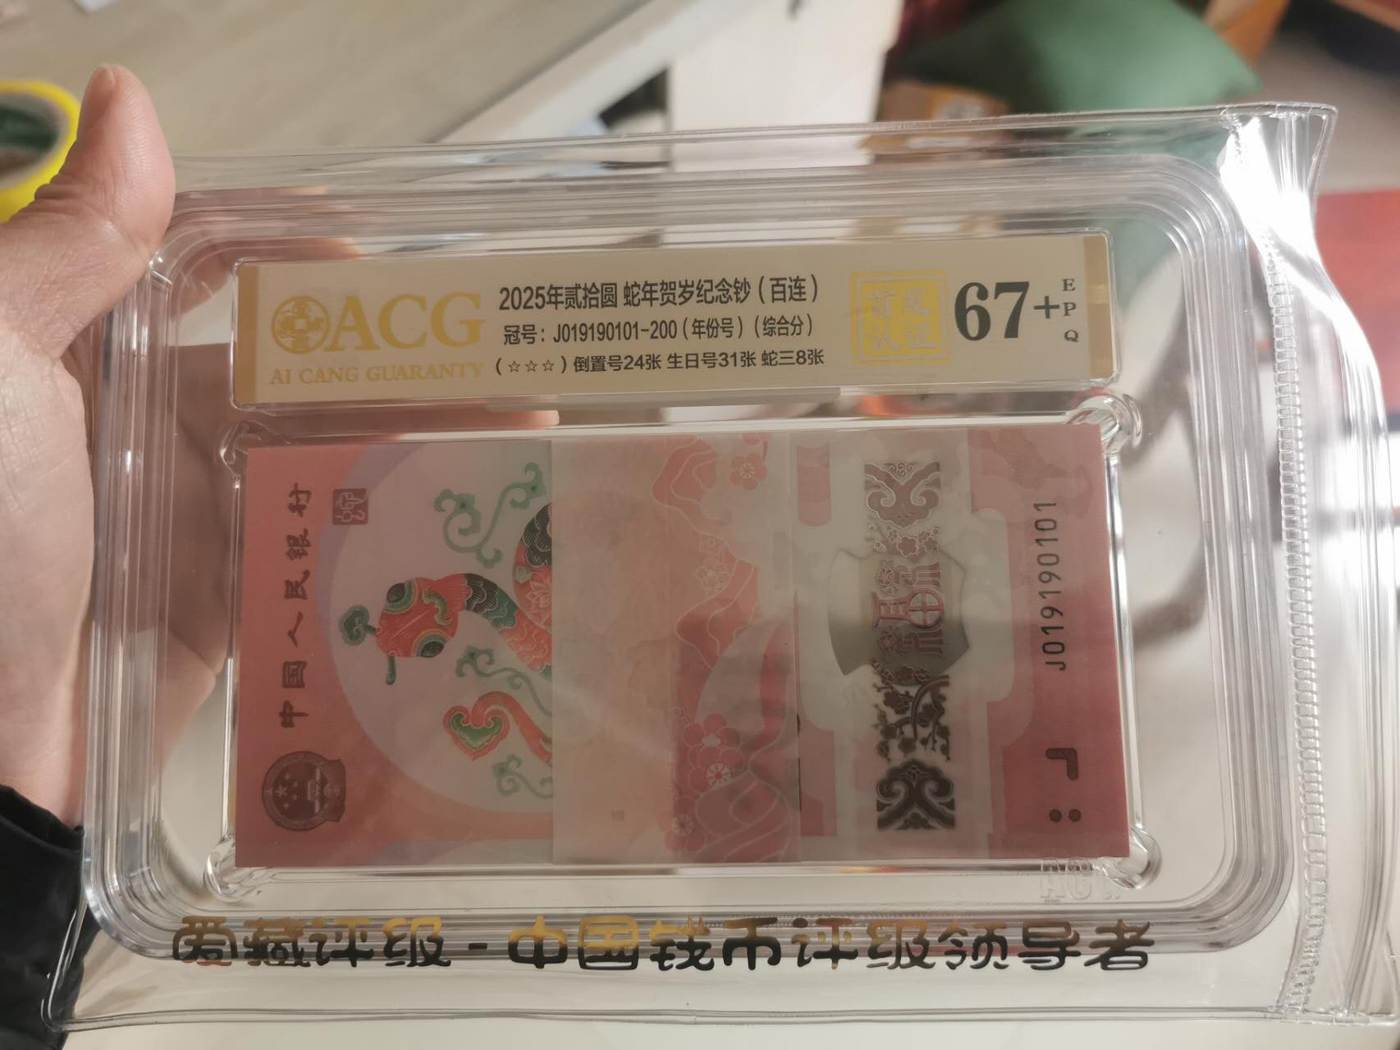 ACG
AI CANG GUARANTY
2025年贰拾圆 蛇年贺岁纪念钞（百连）
冠号：J019190101-200（年份号）（综合分）
（☆☆☆）倒置号24张 生日号31张 蛇三8张
67+
EPQ
中国人民银行
J019190101
爱藏评级-中国钱币评级领导者